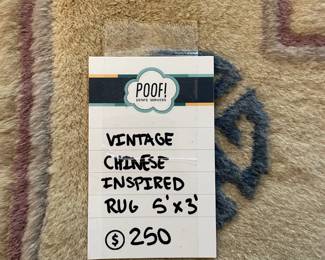 POOF!
ESTATE SERVICES
VINTAGE
CHINESE
INSPIRED
RUG 5'x3'
$ 250